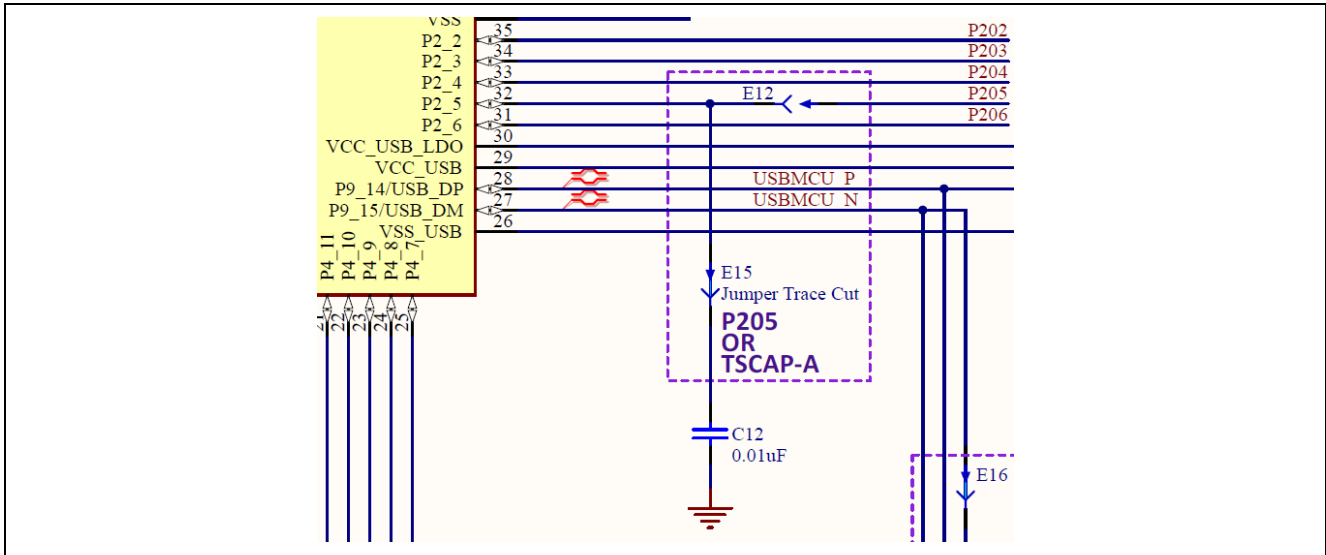 VSS
35
P2_2
P202
34
P2_3
P203
33
P2_4
P204
32
P2_5
E12
P205
31
P2_6
P206
30
VCC_USB_LDO
29
VCC_USB
28
P9_14/USB_DP
USBMCU_P
27
P9_15/USB_DM
USBMCU_N
26
VSS_USB
P4_11
P4_10
P4_9
P4_8
P4_7
21
22
23
24
25
E15
Jumper Trace Cut
P205
OR
TSCAP-A
C12
0.01uF
E16